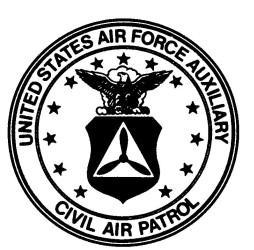 UNITED STATES AIR FORCE AUXILIARY
CIVIL AIR PATROL